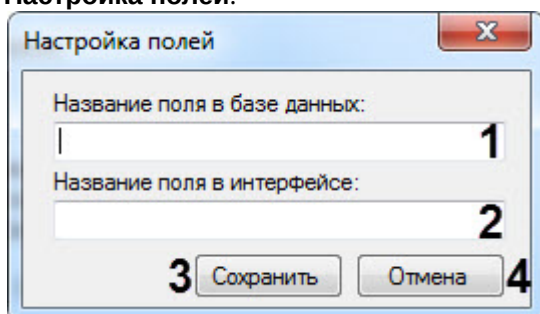 Настройка полей.
Настройка полей
Название поля в базе данных:
1
Название поля в интерфейсе:
2
3 Сохранить Отмена 4